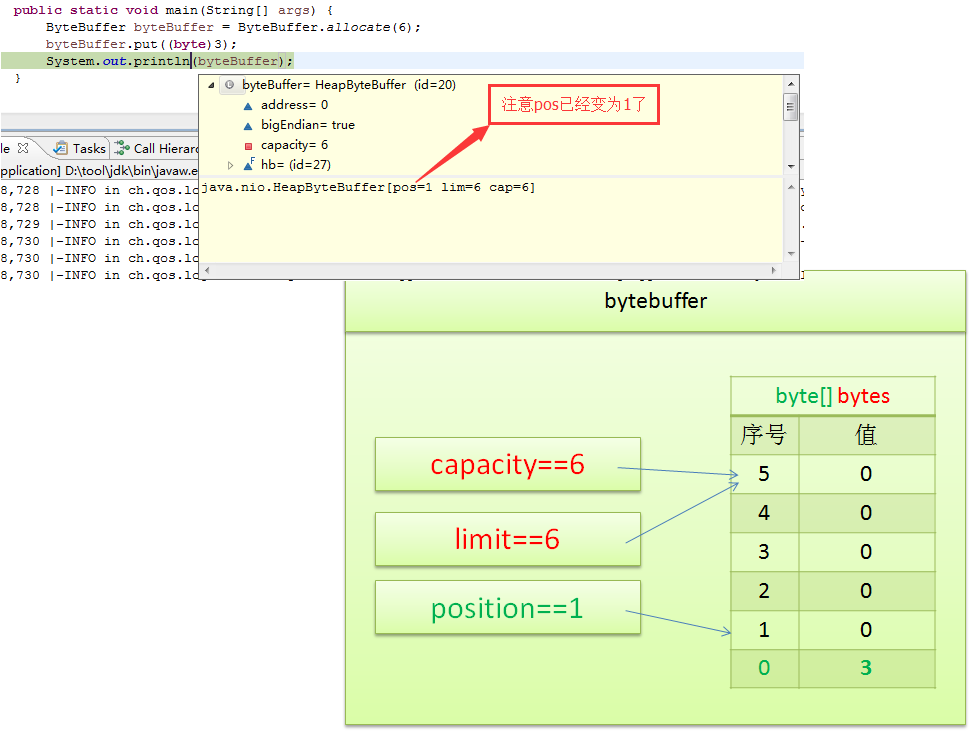 public static void main(String[] args) {
ByteBuffer byteBuffer = ByteBuffer.allocate(6);
byteBuffer.put((byte)3);
System.out.println(byteBuffer);
}
byteBuffer= HeapByteBuffer (id=20)
address= 0
bigEndian= true
capacity= 6
hb= (id=27)
注意pos已经变为1了
java.nio.HeapByteBuffer[pos=1 lim=6 cap=6]
le Tasks Call Hierarc
pplication] D:\tool\jdk\bin\javaw.e
8,728 |-INFO in ch.qos.lo
8,728 |-INFO in ch.qos.lo
8,729 |-INFO in ch.qos.lo
8,730 |-INFO in ch.qos.lo
8,730 |-INFO in ch.qos.lo
8,730 |-INFO in ch.qos.lo
bytebuffer
capacity==6
limit==6
position==1
byte[] bytes
序号 值
5 0
4 0
3 0
2 0
1 0
0 3